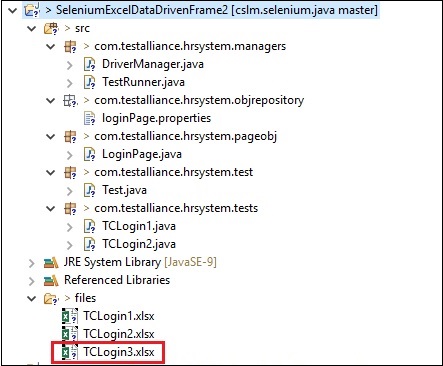 > SeleniumExcelDataDrivenFrame2 [cslm.selenium.java master]
> src
> com.testalliance.hrsystem.managers
DriverManager.java
TestRunner.java
> com.testalliance.hrsystem.objrepository
loginPage.properties
> com.testalliance.hrsystem.pageobj
LoginPage.java
> com.testalliance.hrsystem.test
Test.java
> com.testalliance.hrsystem.tests
TCLogin1.java
TCLogin2.java
JRE System Library [JavaSE-9]
Referenced Libraries
> files
TCLogin1.xlsx
TCLogin2.xlsx
TCLogin3.xlsx